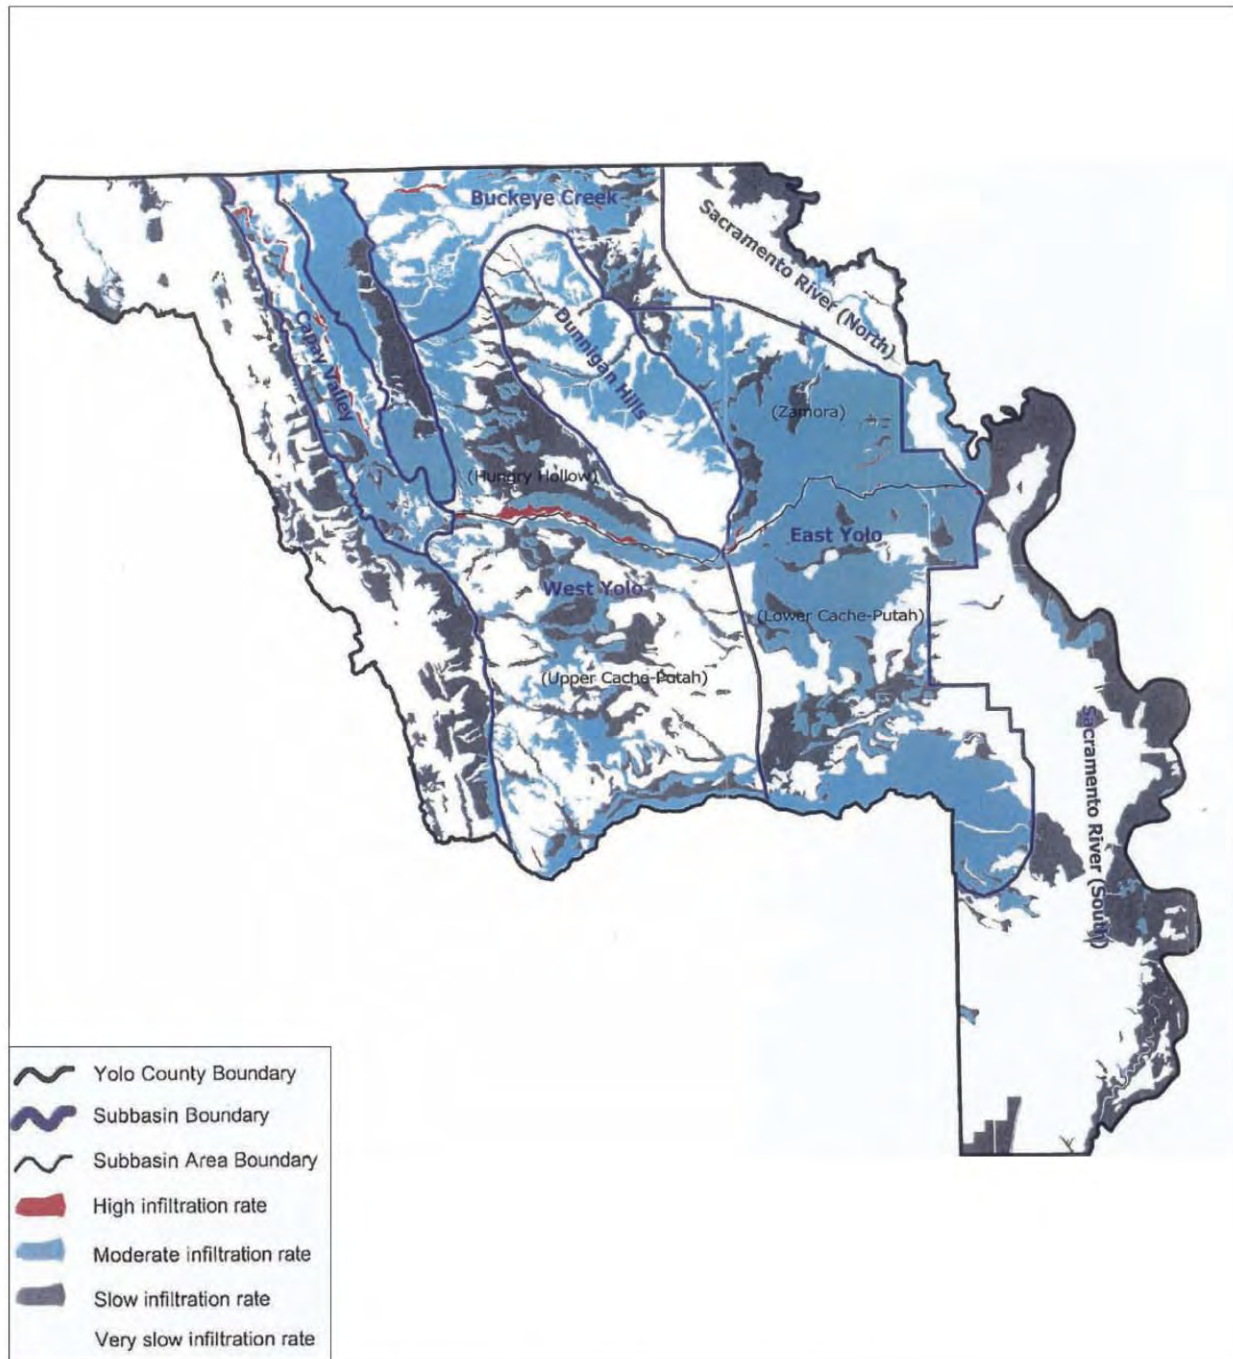 Buckeye Creek
Sacramento River (North)
Capay Valley
Dunnigan Hills
(Zamora)
(Hungry Hollow)
East Yolo
West Yolo
(Lower Cache-Putah)
(Upper Cache-Putah)
Sacramento River (South)
Yolo County Boundary
Subbasin Boundary
Subbasin Area Boundary
High infiltration rate
Moderate infiltration rate
Slow infiltration rate
Very slow infiltration rate